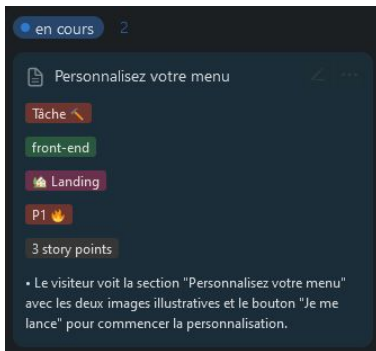 en cours 2
Personnalisez votre menu
Tâche 🔨
front-end
🏡 Landing
P1 🔥
3 story points
• Le visiteur voit la section "Personnalisez votre menu"
avec les deux images illustratives et le bouton "Je me
lance" pour commencer la personnalisation.